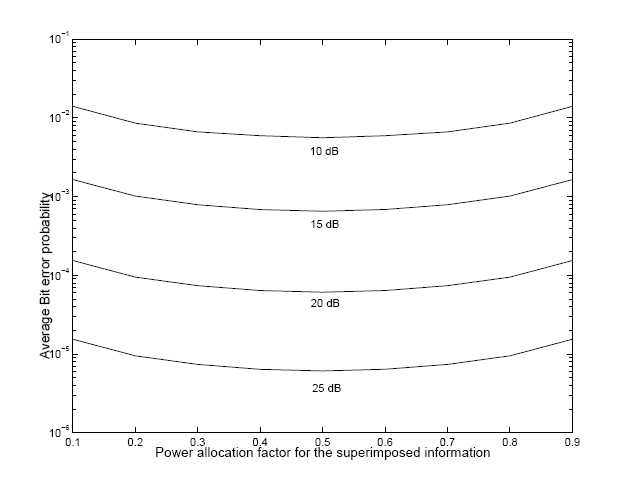 10⁻¹
10⁻²
10⁻³
10⁻⁴
10⁻⁵
10⁻⁶
Average Bit error probability
10 dB
15 dB
20 dB
25 dB
0.1 0.2 0.3 0.4 0.5 0.6 0.7 0.8 0.9
Power allocation factor for the superimposed information